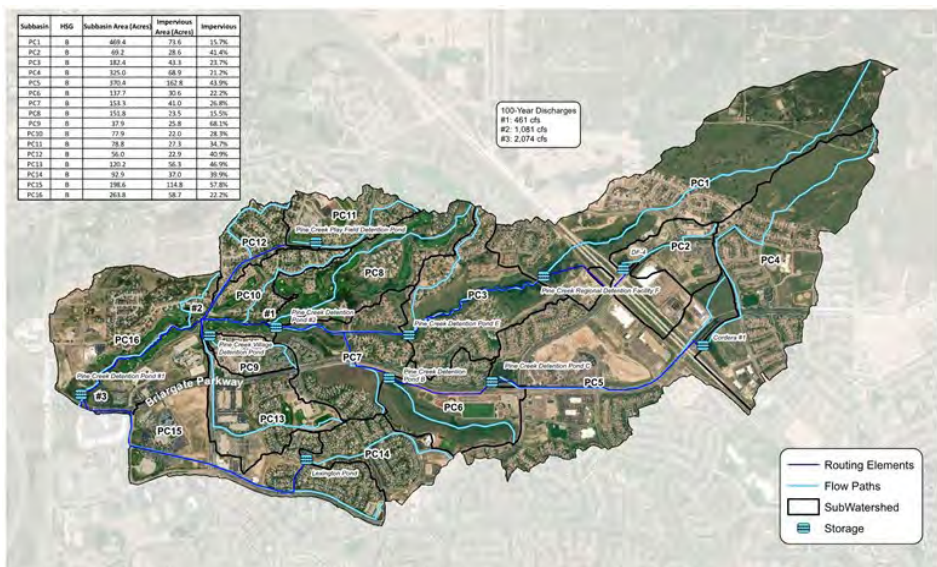 Subbasin HSG Subbasin Area (Acres) Impervious Area (Acres) Impervious
PC1 B 469.4 73.6 15.7%
PC2 B 69.2 28.6 41.4%
PC3 B 182.4 43.3 23.7%
PC4 B 325.0 68.9 21.2%
PC5 B 370.4 162.8 43.9%
PC6 B 137.7 30.6 22.2%
PC7 B 153.3 41.0 26.8%
PC8 B 151.8 23.5 15.5%
PC9 B 37.9 25.8 68.1%
PC10 B 77.9 22.0 28.3%
PC11 B 78.8 27.3 34.7%
PC12 B 56.0 22.9 40.9%
PC13 B 120.2 56.3 46.9%
PC14 B 92.9 37.0 39.9%
PC15 B 198.6 114.8 57.8%
PC16 B 263.8 58.7 22.2%
100-Year Discharges
#1: 461 cfs
#2: 1,081 cfs
#3: 2,074 cfs
PC1
PC11
Pine Creek Play Field Detention Pond
PC12
PC2
DP-4
PC4
PC8
PC3
Pine Creek Regional Detention Facility F
PC10
#2
#1
Pine Creek Detention
Pond #2
Pine Creek Detention Pond E
PC16
Pine Creek Village
Detention Pond
Cordera #1
PC7
PC9
Pine Creek Detention Pond #1
Pine Creek Detention
Pond B
Pine Creek Detention Pond C
PC5
Briargate Parkway
#3
PC6
PC13
PC15
PC14
Lexington Pond
Routing Elements
Flow Paths
SubWatershed
Storage